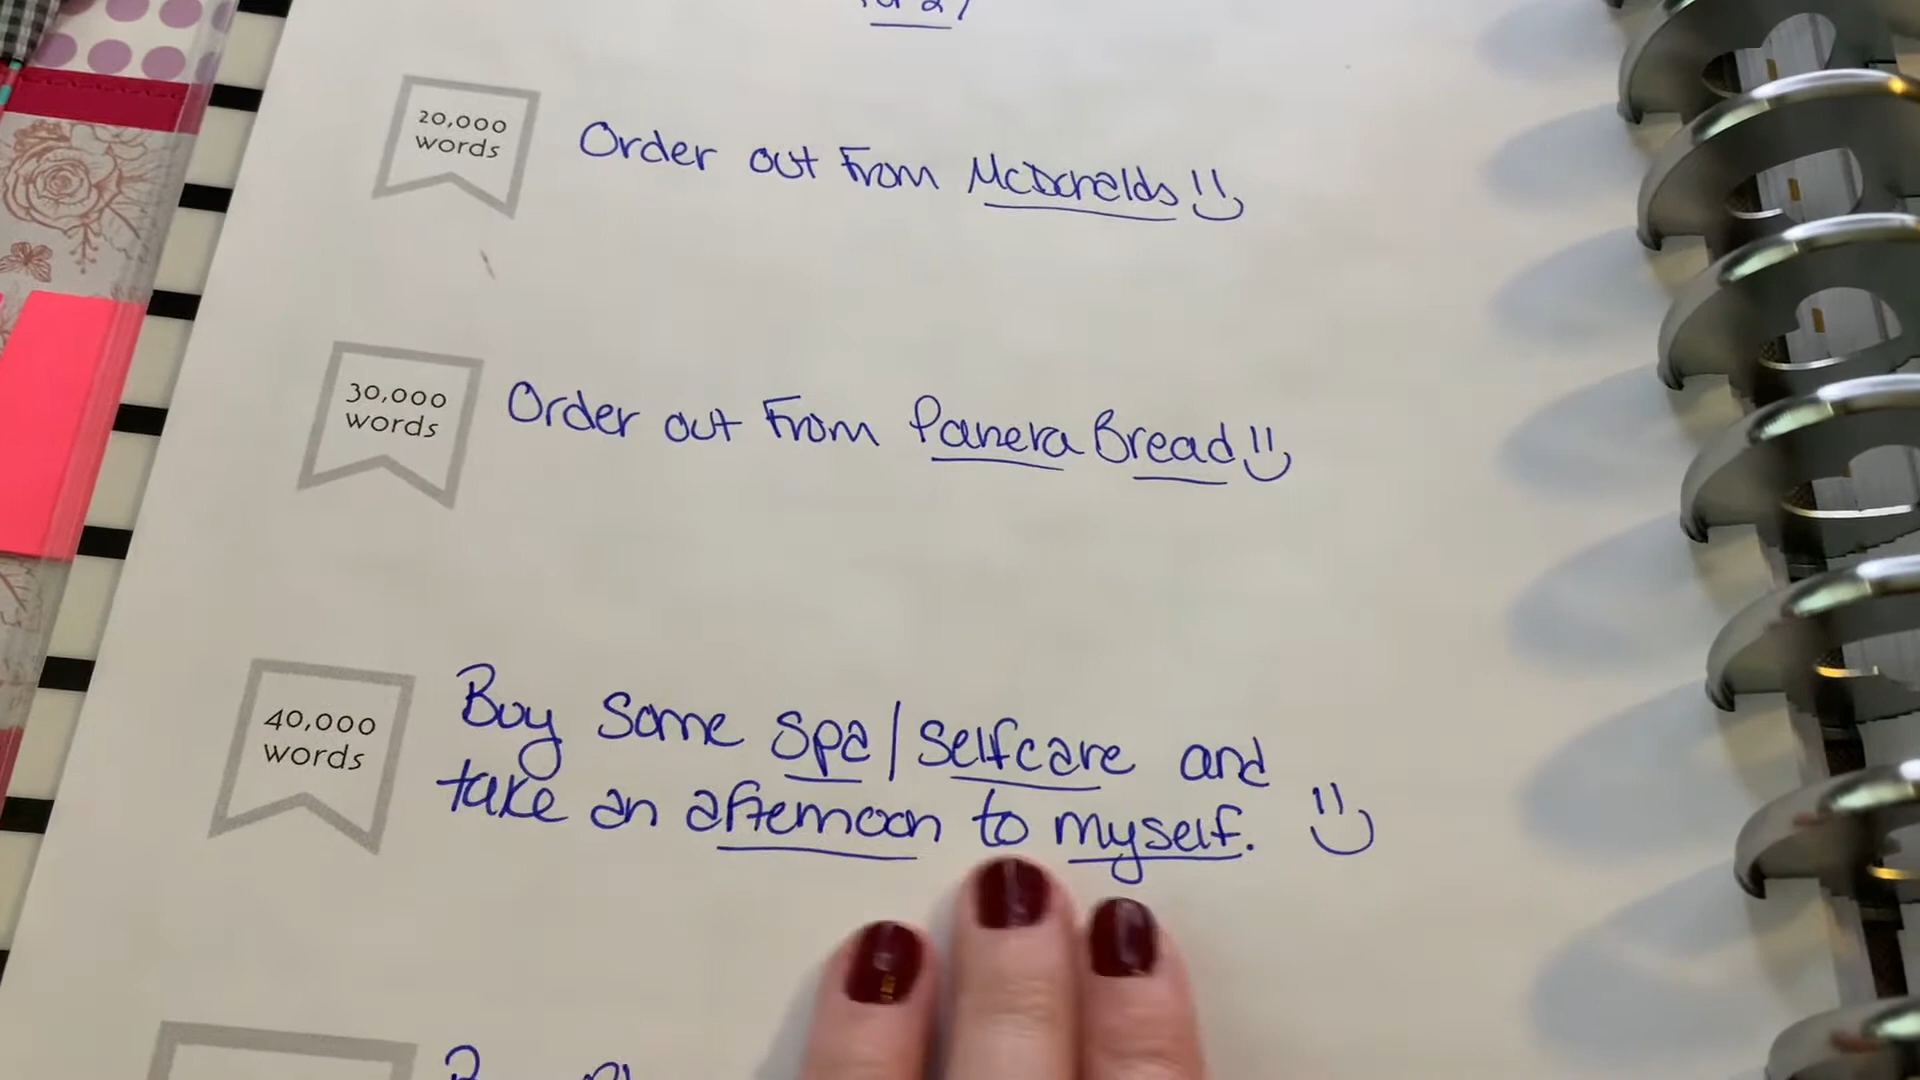 20,000
words
Order out from McDonalds
30,000
words
Order out from Panera Bread
40,000
words
Buy some spa/selfcare and
take an afternoon to myself.